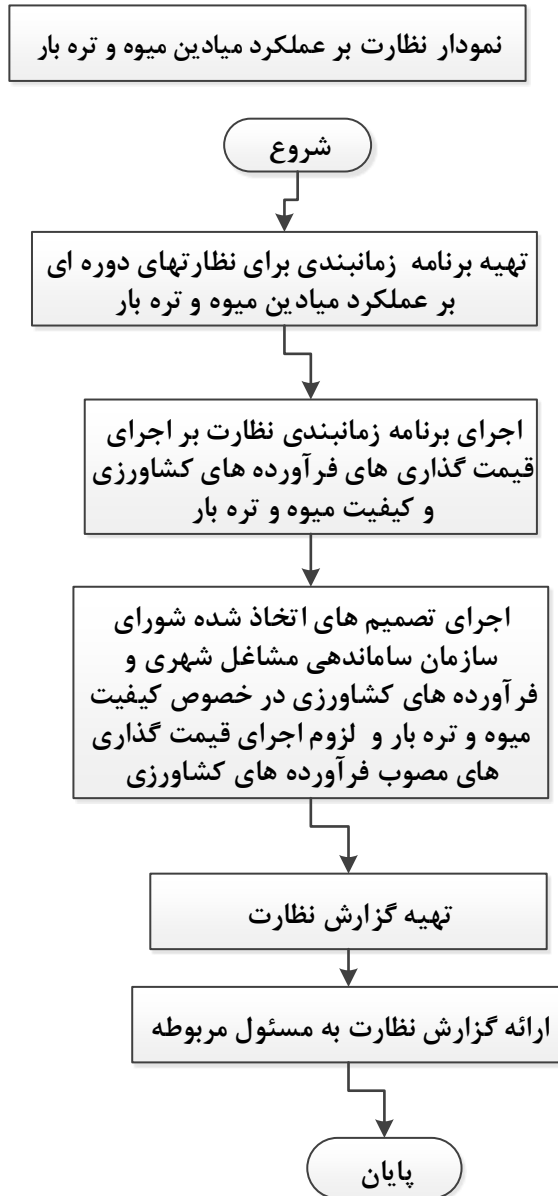 نمودار نظارت بر عملکرد میادین میوه و تره بار
شروع
تهیه برنامه زمانبندی برای نظارتهای دوره ای
بر عملکرد میادین میوه و تره بار
اجرای برنامه زمانبندی نظارت بر اجرای
قیمت گذاری های فرآورده های کشاورزی
و کیفیت میوه و تره بار
اجرای تصمیم های اتخاذ شده شورای
سازمان ساماندهی مشاغل شهری و
فرآورده های کشاورزی در خصوص کیفیت
میوه و تره بار و لزوم اجرای قیمت گذاری
های مصوب فرآورده های کشاورزی
تهیه گزارش نظارت
ارائه گزارش نظارت به مسئول مربوطه
پایان